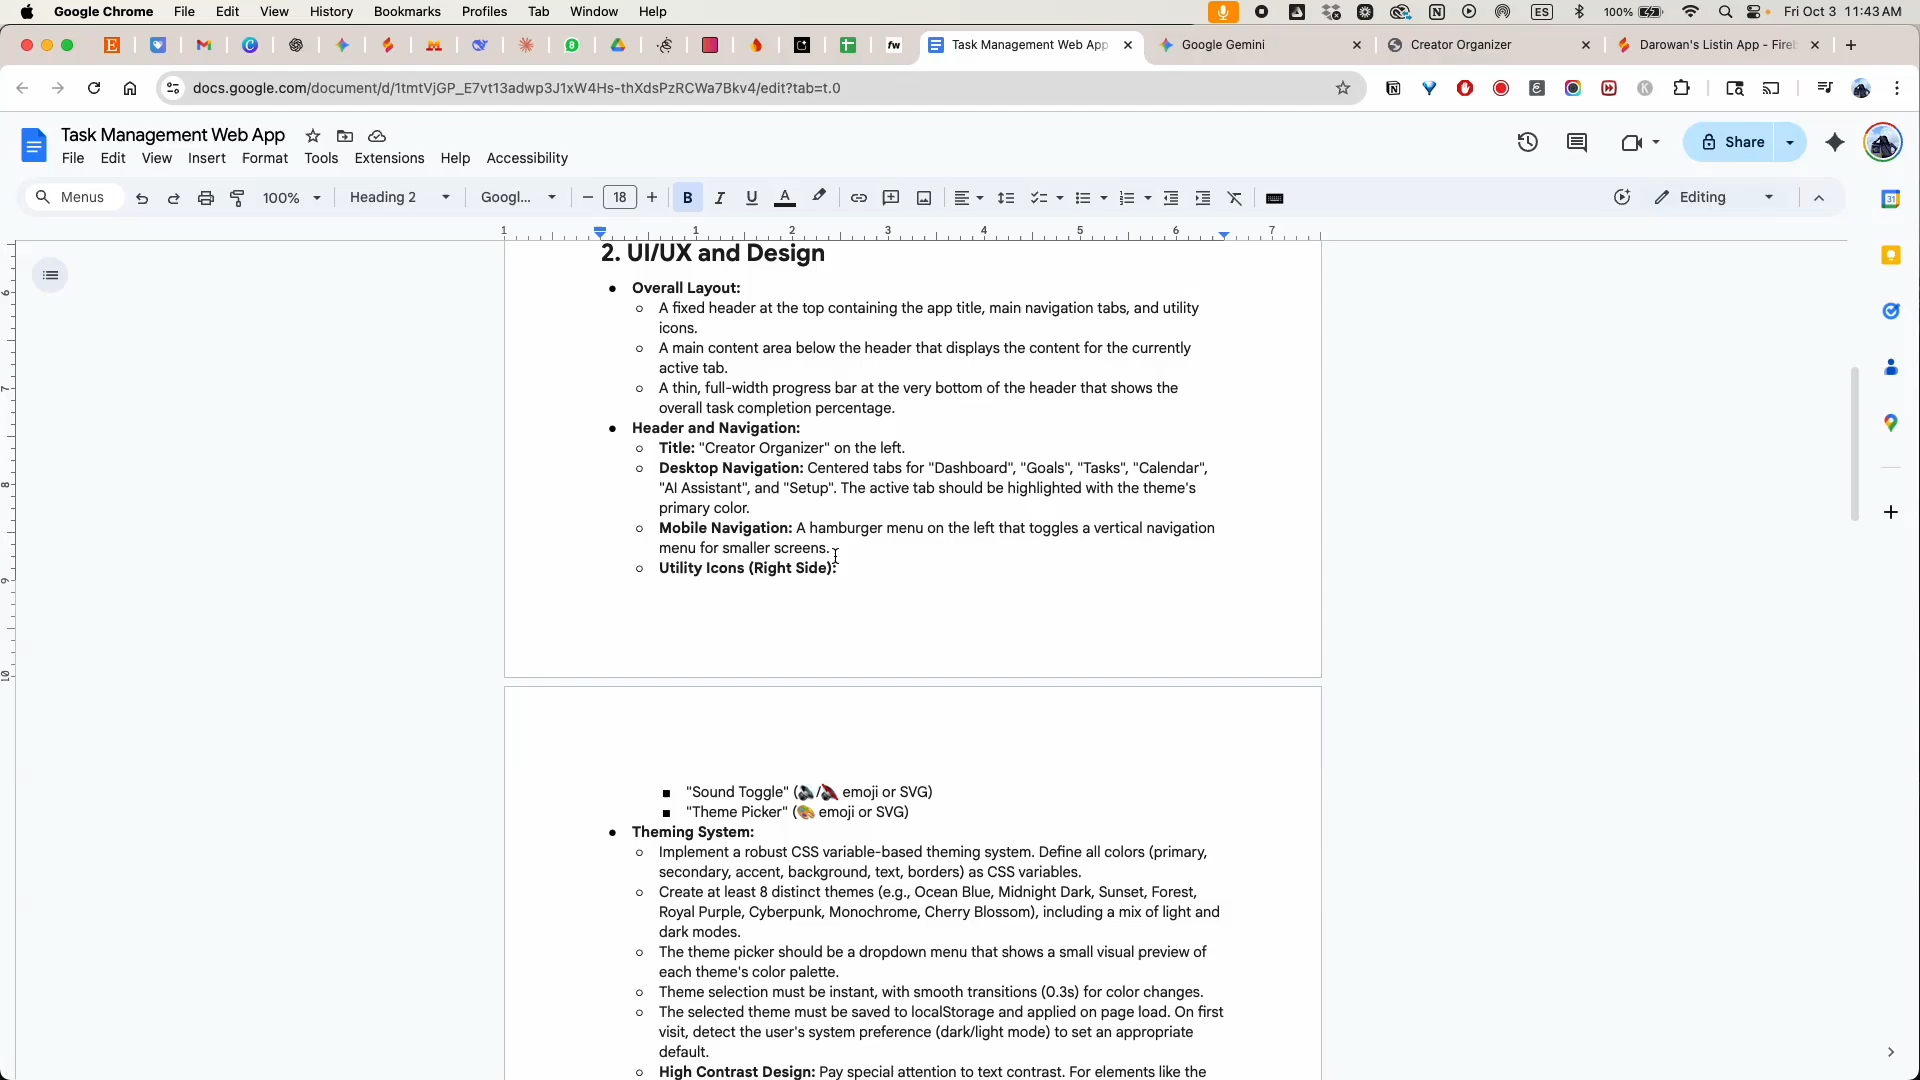 Google Chrome File Edit View History Bookmarks Profiles Tab Window Help ES 100% Fri Oct 3 11:43 AM
Task Management Web App Google Gemini Creator Organizer Darowan's Listin App - Fireb
docs.google.com/document/d/1tmtVjGP_E7vt13adwp3J1xW4Hs-thXdsPzRCWa7Bkv4/edit?tab=t.0
Task Management Web App
File Edit View Insert Format Tools Extensions Help Accessibility
Share
Menus 100% Heading 2 Googl... 18 B I U A Editing
1 1 2 3 4 5 6 7
2. UI/UX and Design
● Overall Layout:
○ A fixed header at the top containing the app title, main navigation tabs, and utility
icons.
○ A main content area below the header that displays the content for the currently
active tab.
○ A thin, full-width progress bar at the very bottom of the header that shows the
overall task completion percentage.
● Header and Navigation:
○ Title: "Creator Organizer" on the left.
○ Desktop Navigation: Centered tabs for "Dashboard", "Goals", "Tasks", "Calendar",
"AI Assistant", and "Setup". The active tab should be highlighted with the theme's
primary color.
○ Mobile Navigation: A hamburger menu on the left that toggles a vertical navigation
menu for smaller screens.
○ Utility Icons (Right Side):
■ "Sound Toggle" (🔊/🔇 emoji or SVG)
■ "Theme Picker" (🎨 emoji or SVG)
● Theming System:
○ Implement a robust CSS variable-based theming system. Define all colors (primary,
secondary, accent, background, text, borders) as CSS variables.
○ Create at least 8 distinct themes (e.g., Ocean Blue, Midnight Dark, Sunset, Forest,
Royal Purple, Cyberpunk, Monochrome, Cherry Blossom), including a mix of light and
dark modes.
○ The theme picker should be a dropdown menu that shows a small visual preview of
each theme's color palette.
○ Theme selection must be instant, with smooth transitions (0.3s) for color changes.
○ The selected theme must be saved to localStorage and applied on page load. On first
visit, detect the user's system preference (dark/light mode) to set an appropriate
default.
○ High Contrast Design: Pay special attention to text contrast. For elements like the